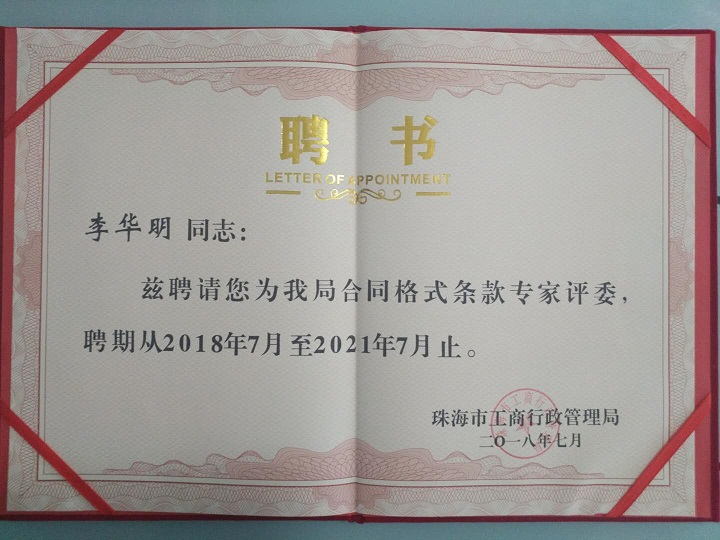 聘 书
LETTER OF APPOINTMENT
李华明 同志：
兹聘请您为我局合同格式条款专家评委，
聘期从2018年7月至2021年7月止。
珠海市工商行政管理局
二〇一八年七月